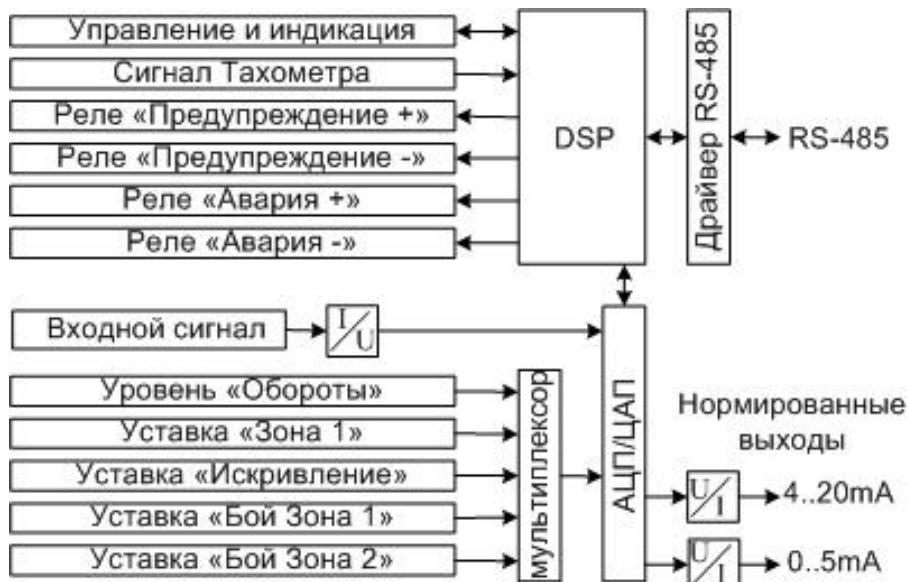 Управление и индикация
Сигнал Тахометра
Реле «Предупреждение +»
Реле «Предупреждение -»
Реле «Авария +»
Реле «Авария -»
DSP
Драйвер RS-485
RS-485
Входной сигнал
I/U
Уровень «Обороты»
Уставка «Зона 1»
Уставка «Искривление»
Уставка «Бой Зона 1»
Уставка «Бой Зона 2»
мультиплексор
АЦП/ЦАП
Нормированные
выходы
U/I
4..20mA
U/I
0..5mA